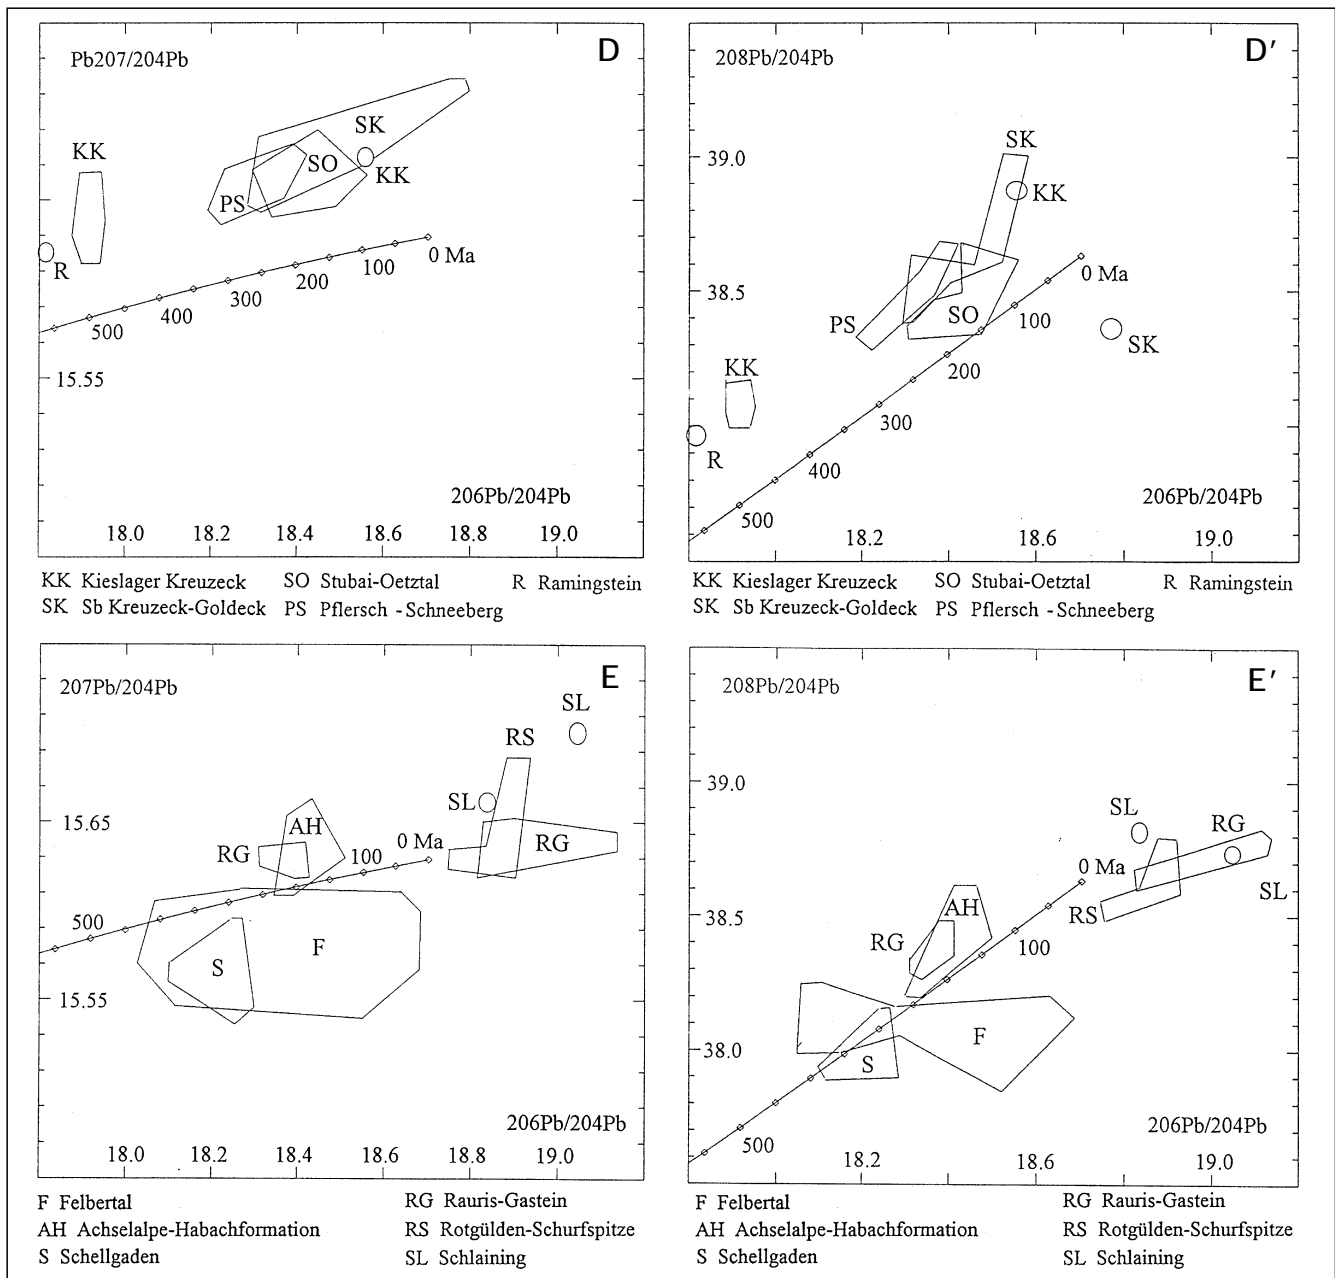 Pb207/204Pb
D
SK
KK
SO
KK
PS
R
0 Ma
100
200
300
400
500
15.55
206Pb/204Pb
18.0 18.2 18.4 18.6 18.8 19.0
KK Kieslager Kreuzeck SO Stubai-Oetztal R Ramingstein
SK Sb Kreuzeck-Goldeck PS Pflersch -Schneeberg
208Pb/204Pb
D′
SK
39.0
KK
38.5
0 Ma
PS
SO
100
SK
KK
200
300
R
400
500
206Pb/204Pb
18.2 18.6 19.0
KK Kieslager Kreuzeck SO Stubai-Oetztal R Ramingstein
SK Sb Kreuzeck-Goldeck PS Pflersch -Schneeberg
207Pb/204Pb
E
SL
RS
SL
15.65
AH
0 Ma
RG
RG
100
500
F
S
15.55
206Pb/204Pb
18.0 18.2 18.4 18.6 18.8 19.0
F Felbertal RG Rauris-Gastein
AH Achselalpe-Habachformation RS Rotgülden-Schurfspitze
S Schellgaden SL Schlaining
208Pb/204Pb
E′
39.0
SL
RG
0 Ma
SL
38.5
AH
RS
RG
100
38.0
F
S
500
206Pb/204Pb
18.2 18.6 19.0
F Felbertal RG Rauris-Gastein
AH Achselalpe-Habachformation RS Rotgülden-Schurfspitze
S Schellgaden SL Schlaining